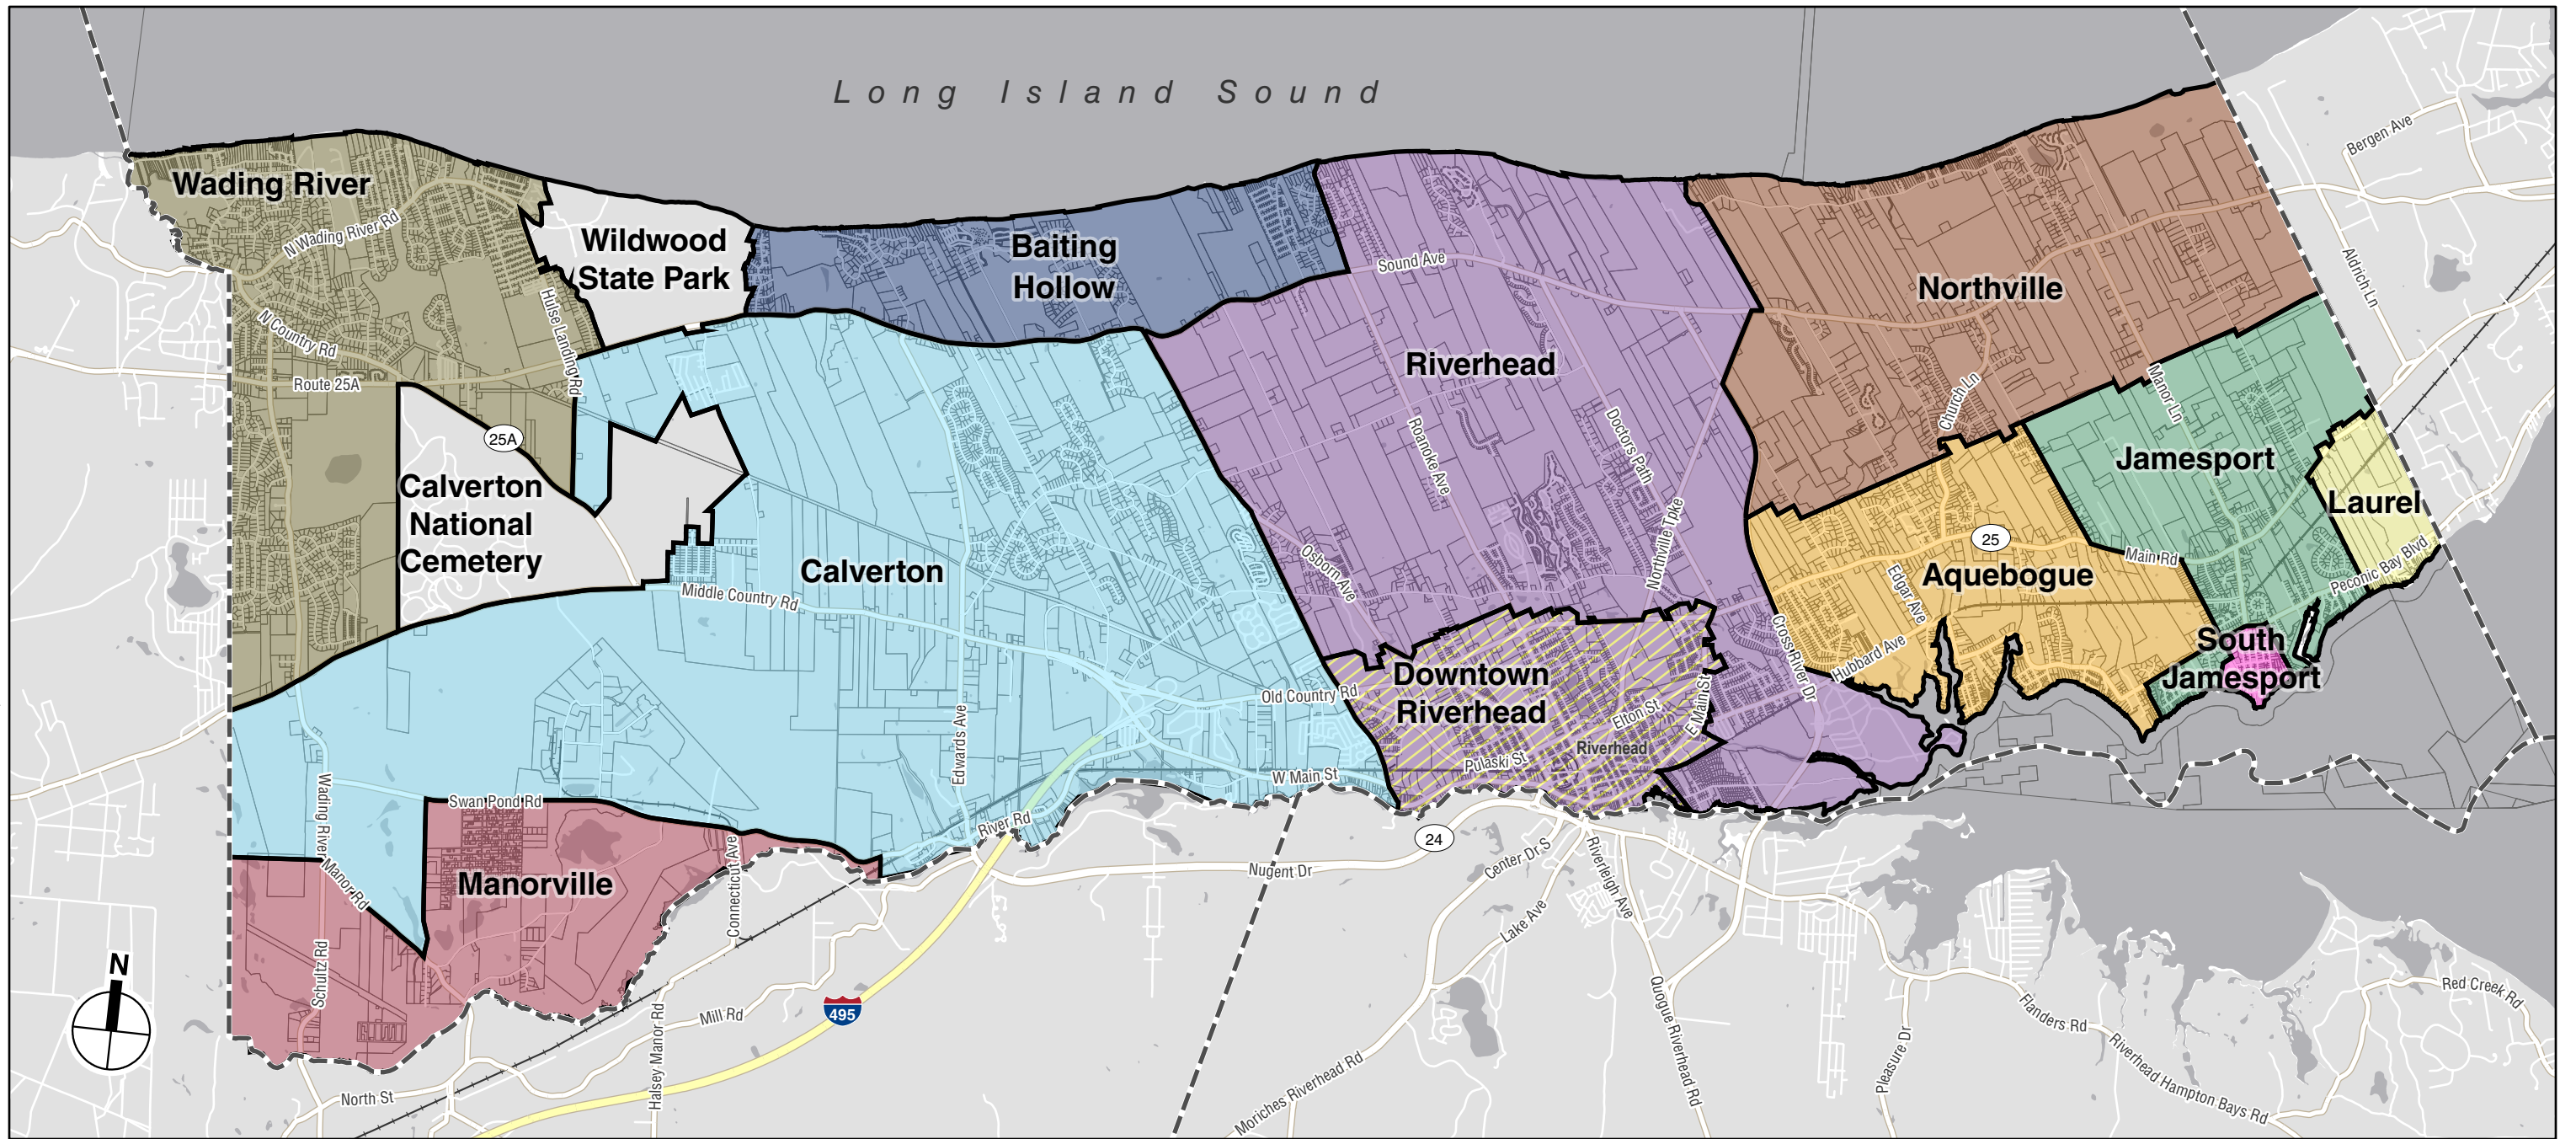 Long Island Sound
Wading River
N Wading River Rd
Wildwood
State Park
Baiting
Hollow
Sound Ave
Northville
Bergen Ave
Aldrich Ln
Hulse Landing Rd
N Country Rd
Route 25A
25A
Calverton
National
Cemetery
Riverhead
Roanoke Ave
Doctors Path
Northville Tpke
Osborn Ave
Church Ln
Manor Ln
Jamesport
Laurel
25
Aquebogue
Main Rd
Edgar Ave
Hubbard Ave
Cross River Dr
Peconic Bay Blvd
South
Jamesport
Calverton
Middle Country Rd
Old Country Rd
Edwards Ave
W Main St
River Rd
Downtown
Riverhead
Elton St
E Main St
Riverhead
Pulaski St
Wading River
Manor Rd
Swan Pond Rd
Manorville
Connecticut Ave
Schultz Rd
N
24
Nugent Dr
Center Dr S
Riverleigh Ave
Lake Ave
495
Mill Rd
Halsey Manor Rd
North St
Moriches Riverhead Rd
Quogue Riverhead Rd
Pleasure Dr
Flanders Rd
Riverhead Hampton Bays Rd
Red Creek Rd